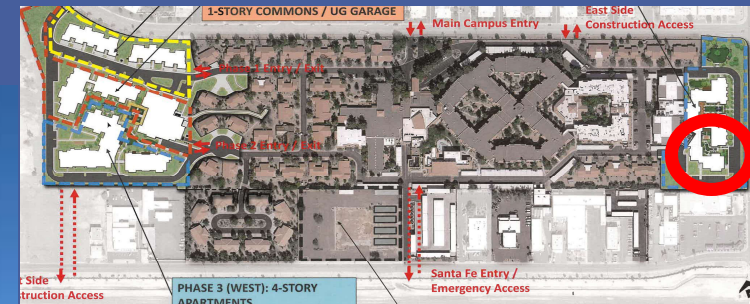 1-STORY COMMONS / UG GARAGE
Main Campus Entry
East Side
Construction Access
Phase 1 Entry / Exit
Phase 2 Entry / Exit
Santa Fe Entry /
Emergency Access
t Side
struction Access
PHASE 3 (WEST): 4-STORY
APARTMENTS